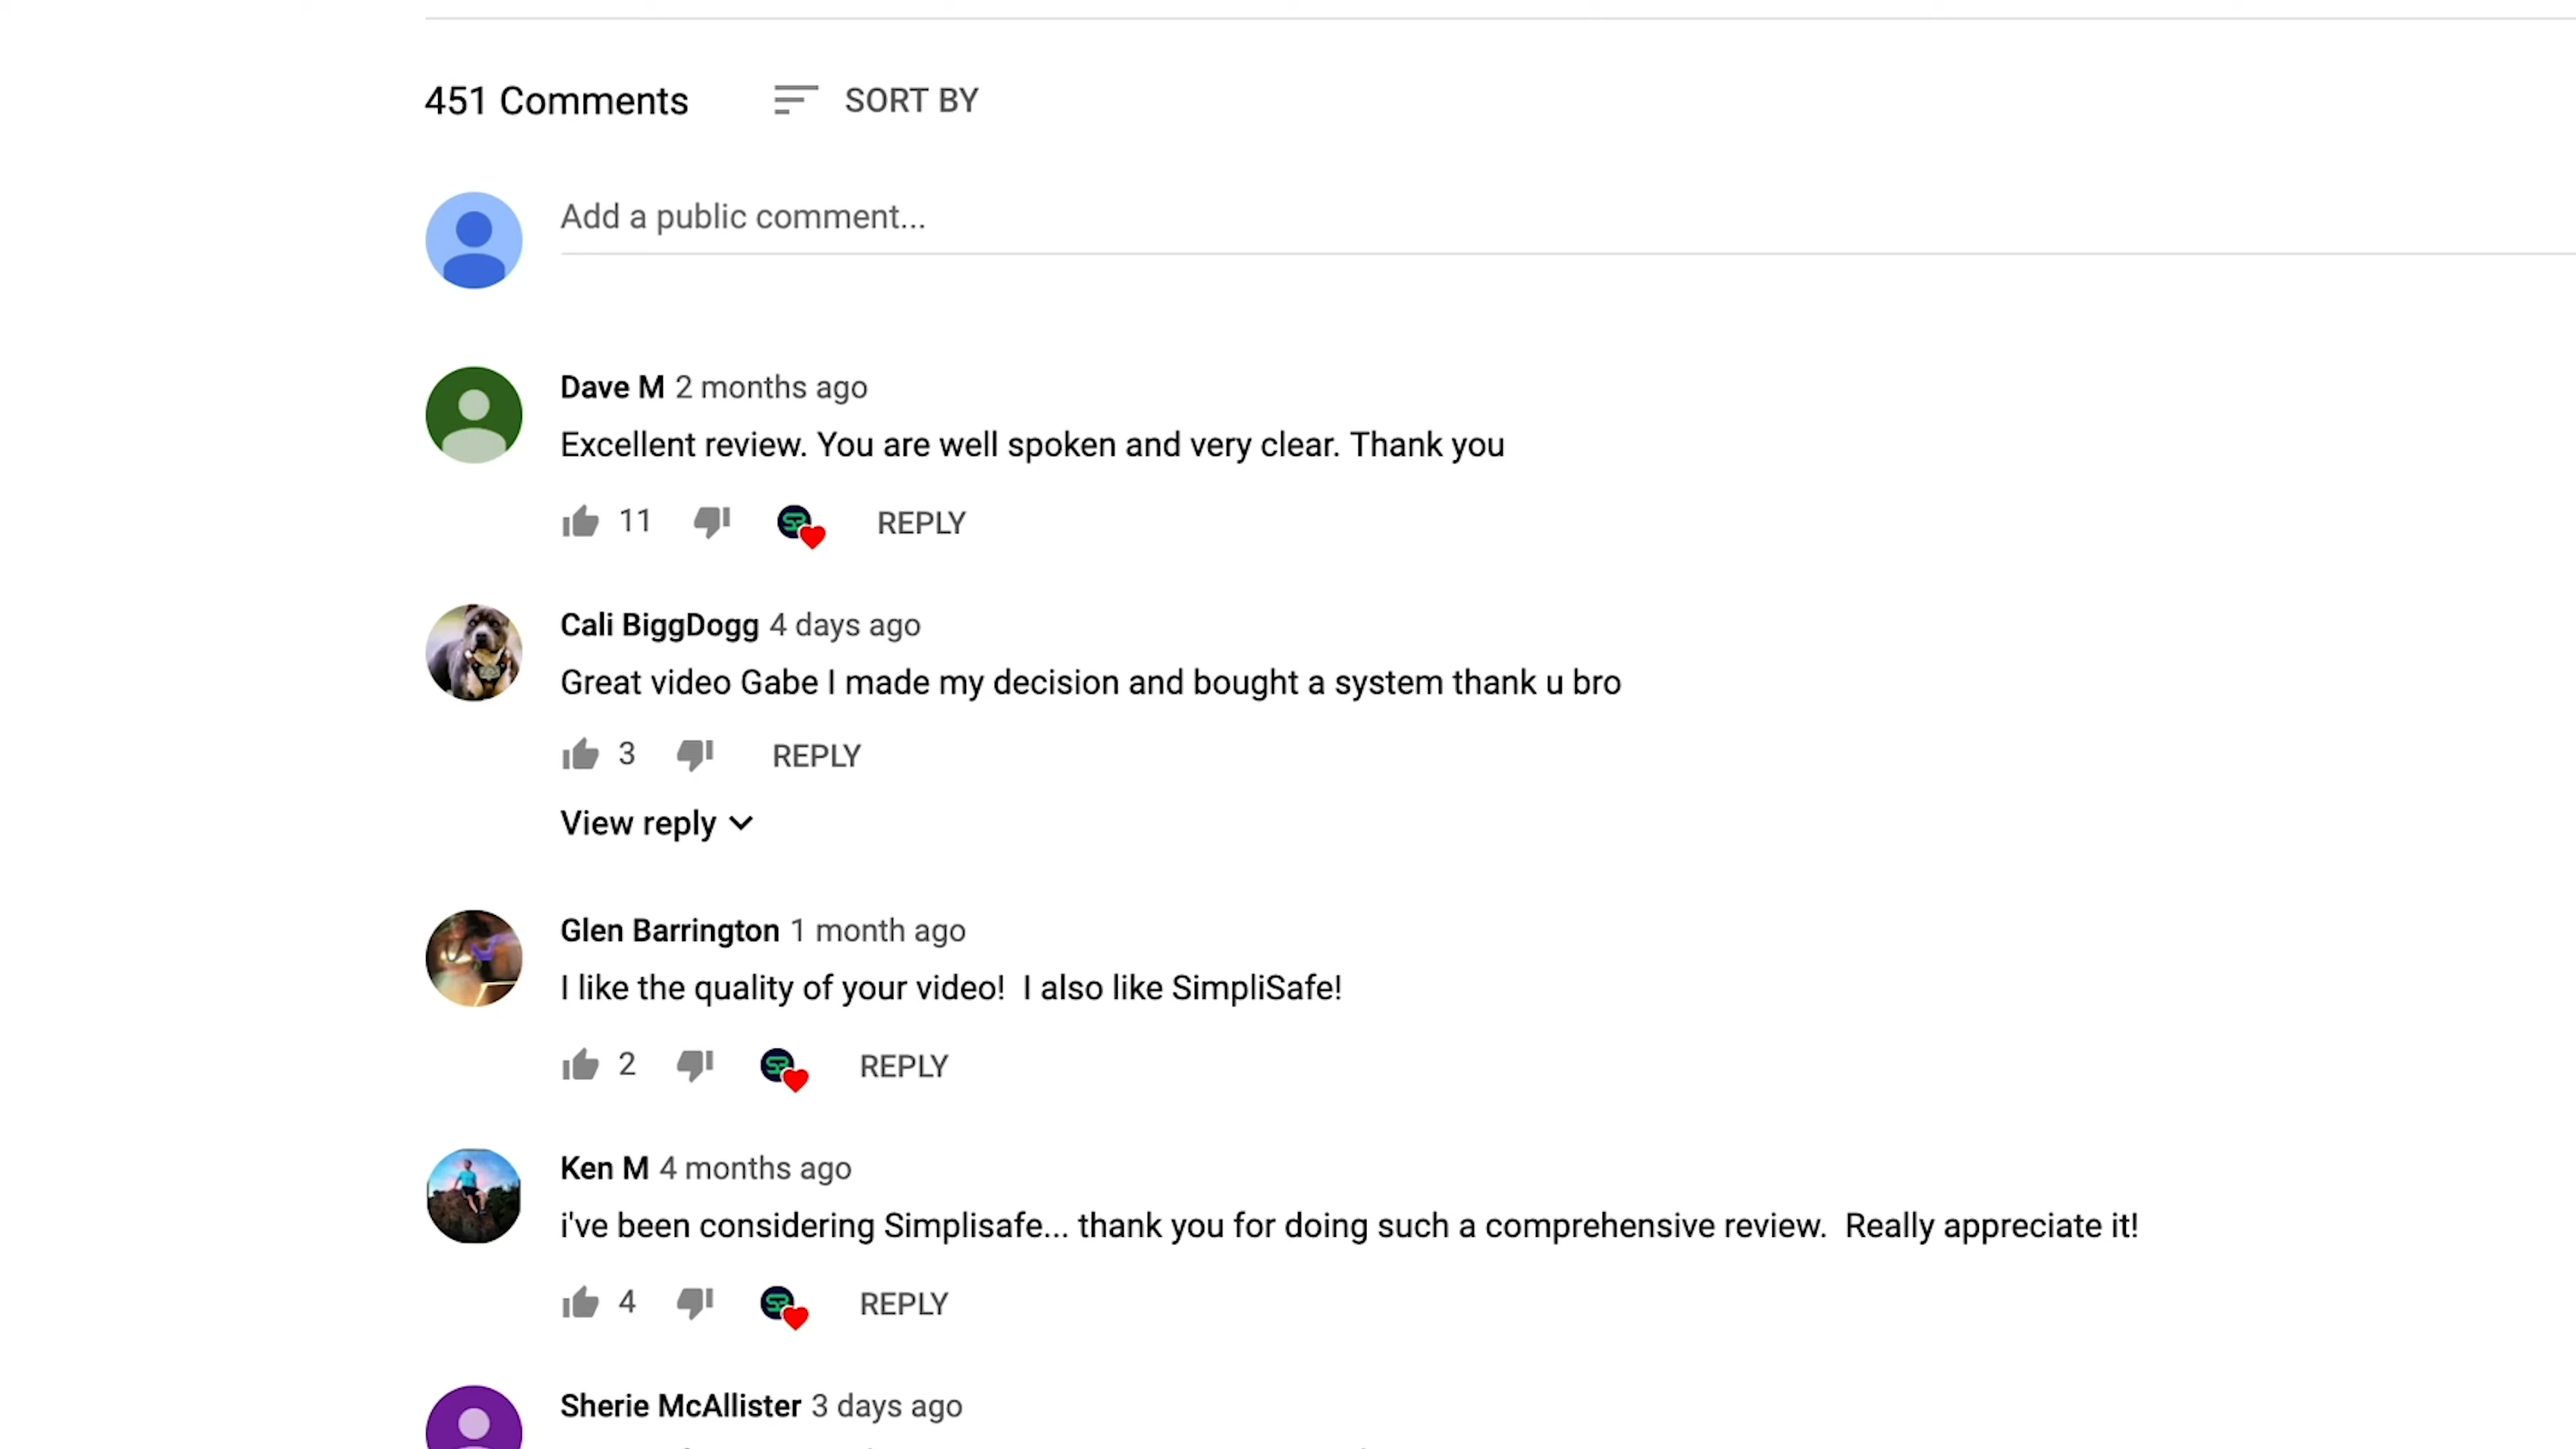 451 Comments SORT BY
Add a public comment...
Dave M 2 months ago
Excellent review. You are well spoken and very clear. Thank you
11 REPLY
Cali BiggDogg 4 days ago
Great video Gabe I made my decision and bought a system thank u bro
3 REPLY
View reply
Glen Barrington 1 month ago
I like the quality of your video!  I also like SimpliSafe!
2 REPLY
Ken M 4 months ago
i've been considering Simplisafe... thank you for doing such a comprehensive review.  Really appreciate it!
4 REPLY
Sherie McAllister 3 days ago